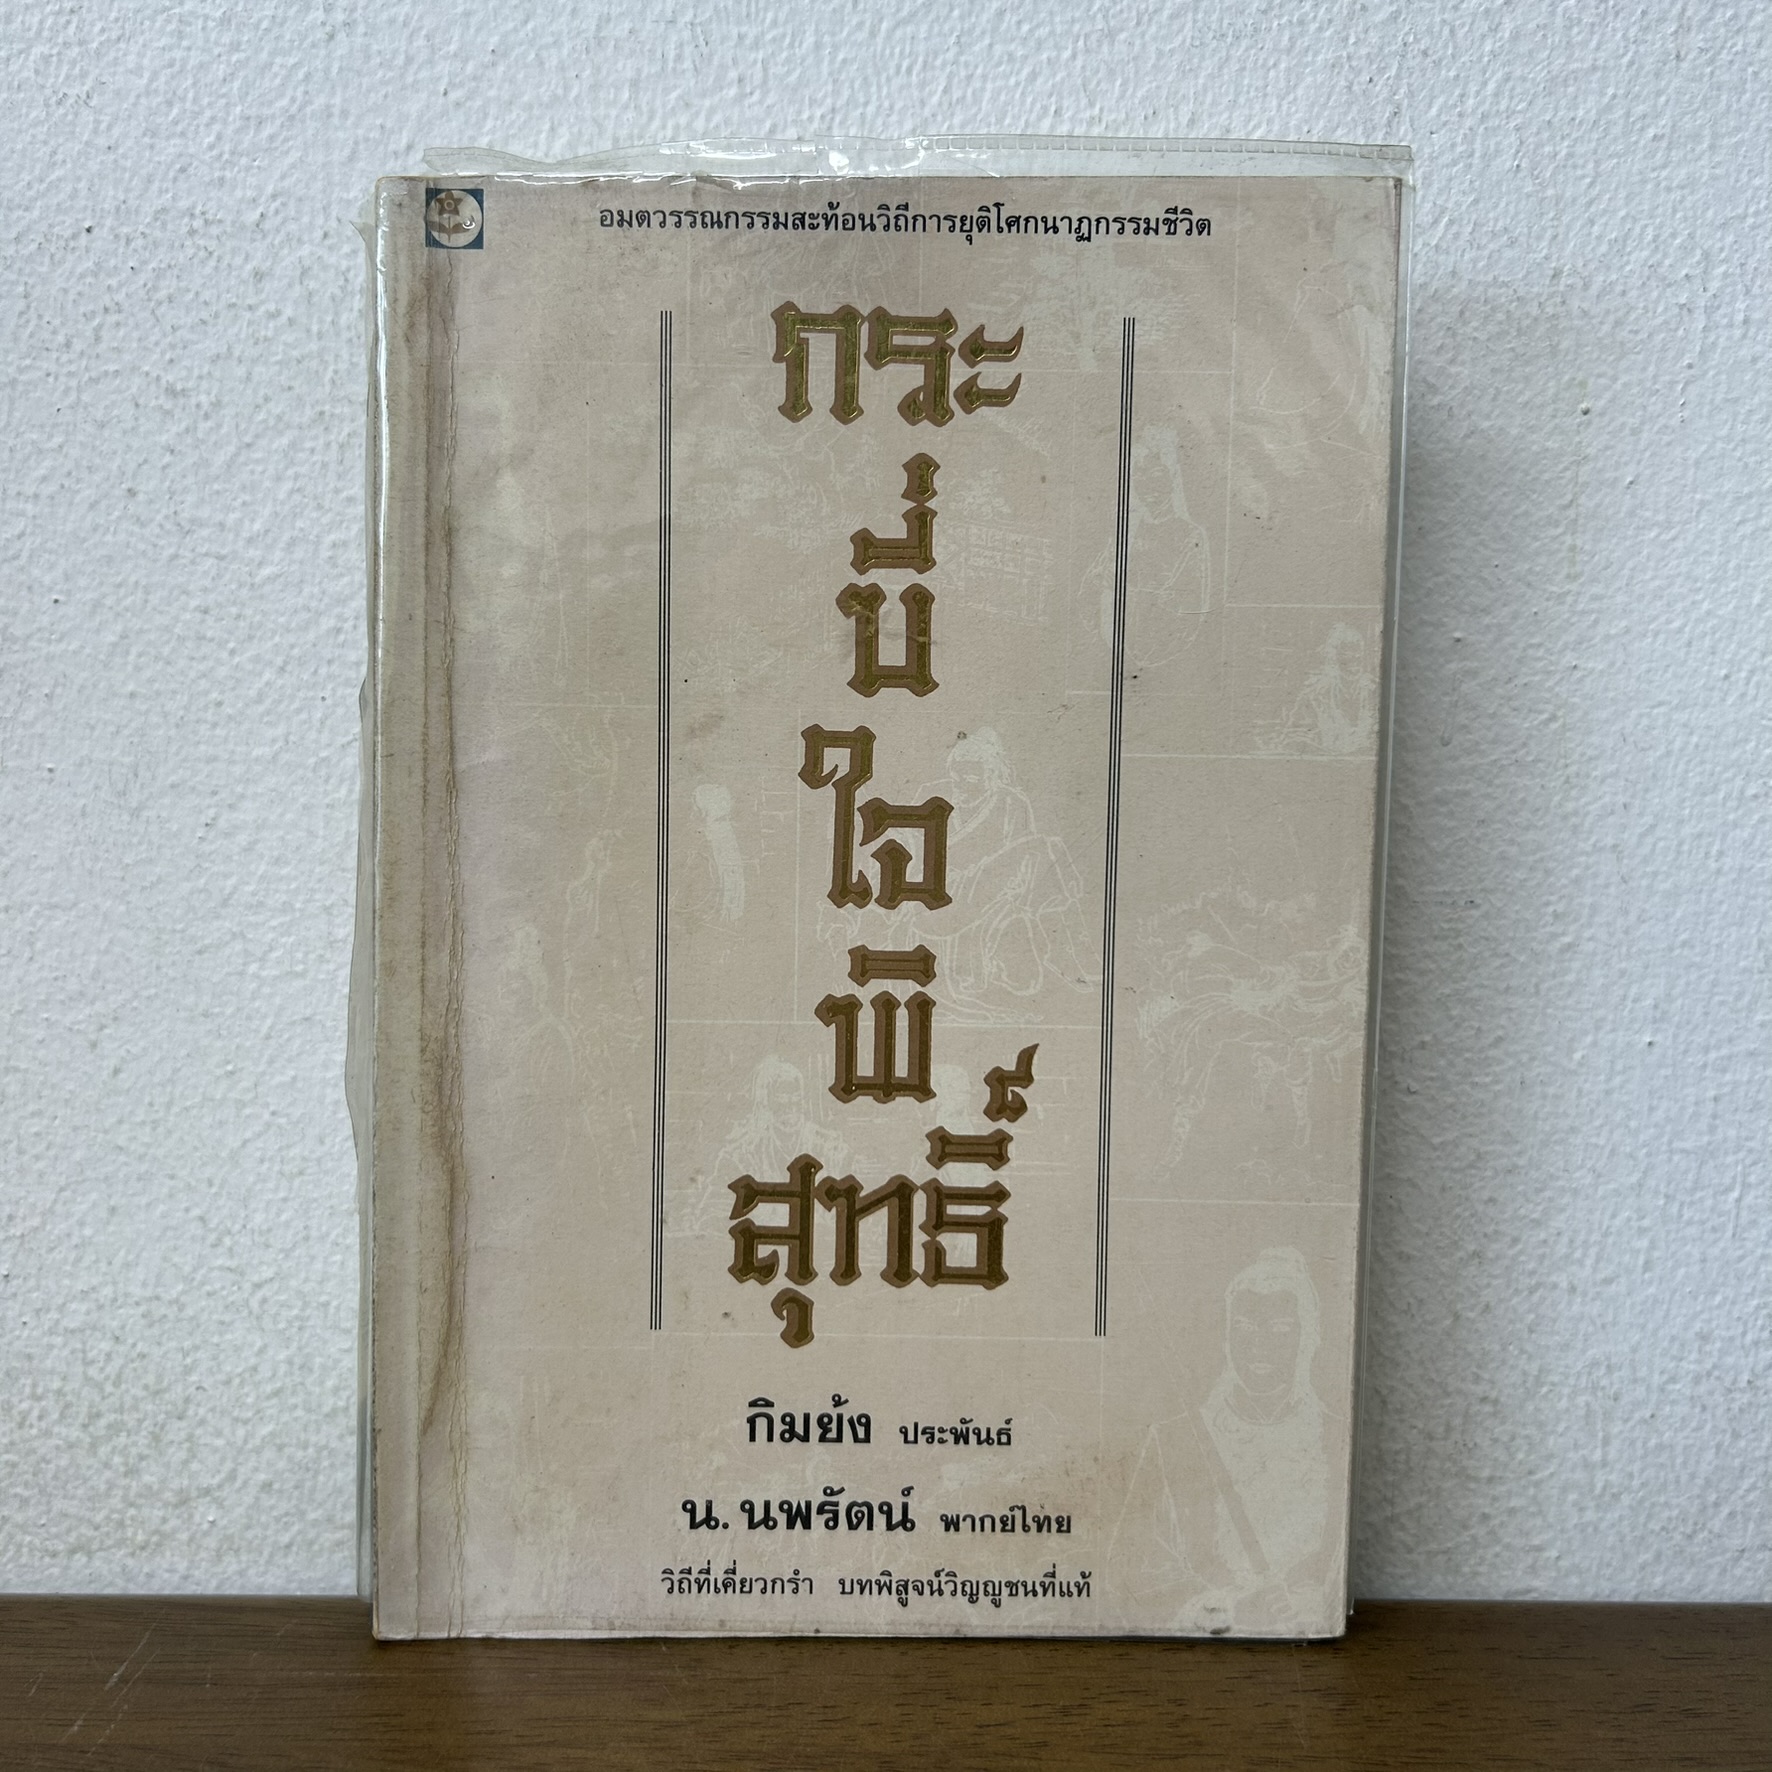 อมตวรรณกรรมสะท้อนวิถีการยุติโศกนาฏกรรมชีวิต
กระ
บี่
ใจ
พิ
สุทธิ์
กิมย้ง ประพันธ์
น. นพรัตน์ พากย์ไทย
วิถีที่เคี่ยวกรำ บทพิสูจน์วิญญูชนที่แท้